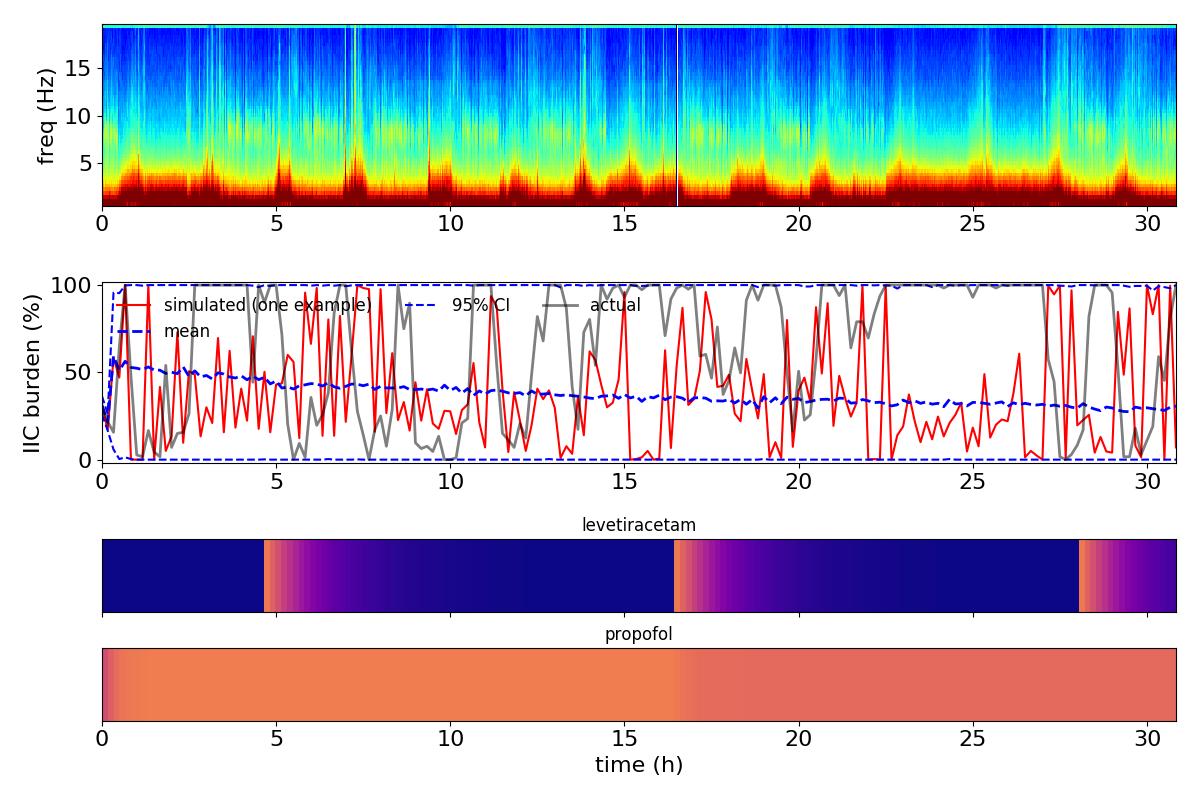 freq (Hz)
15
10
5
0 5 10 15 20 25 30
IIC burden (%)
100
50
0
simulated (one example) 95% CI actual
mean
0 5 10 15 20 25 30
levetiracetam
propofol
0 5 10 15 20 25 30
time (h)